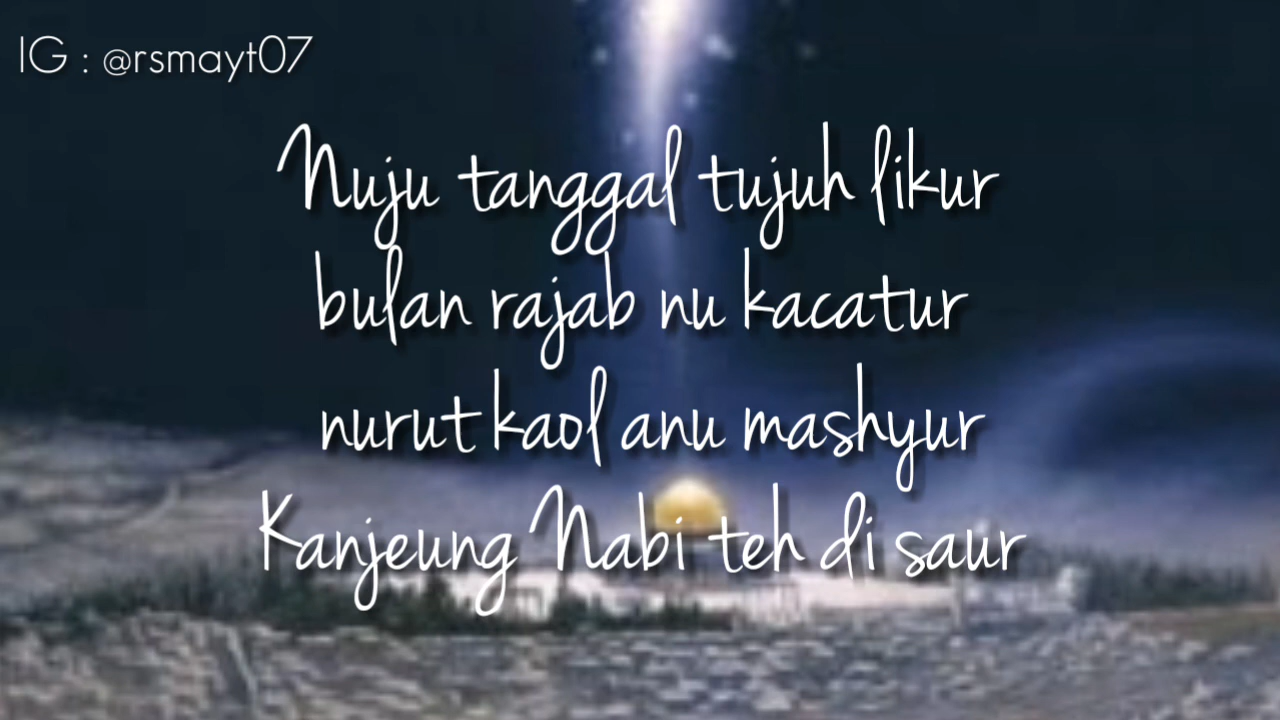 IG : @rsmayt07
Nuju tanggal tujuh likur
bulan rajab nu kacatur
nurut kaol anu mashyur
Kanjeung Nabi teh di saur